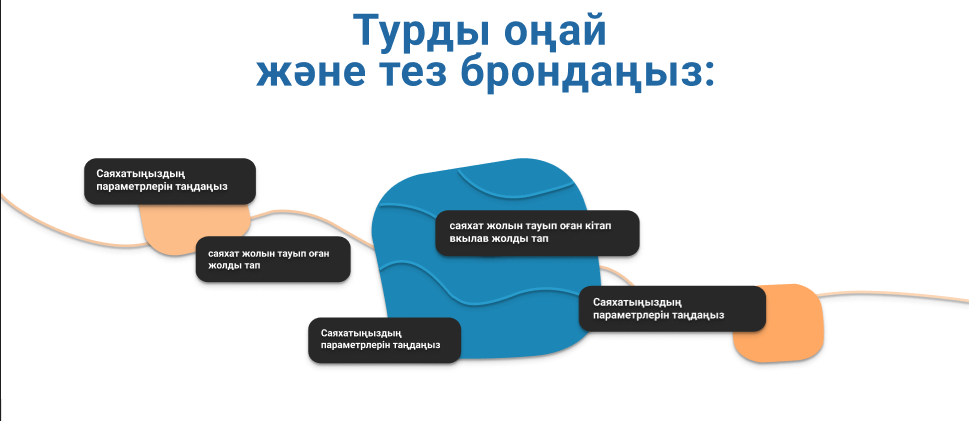 Турды оңай
және тез брондаңыз:
Саяхатыңыздың
параметрлерін таңдаңыз
саяхат жолын тауып оған
жолды тап
саяхат жолын тауып оған кітап
вкылав жолды тап
Саяхатыңыздың
параметрлерін таңдаңыз
Саяхатыңыздың
параметрлерін таңдаңыз